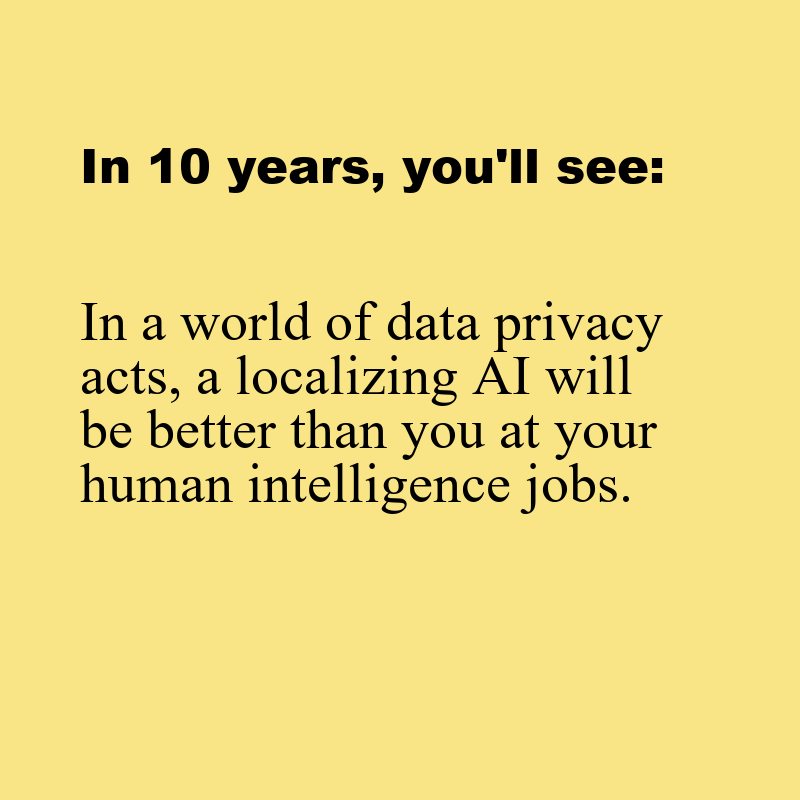 In 10 years, you'll see:
In a world of data privacy
acts, a localizing AI will
be better than you at your
human intelligence jobs.